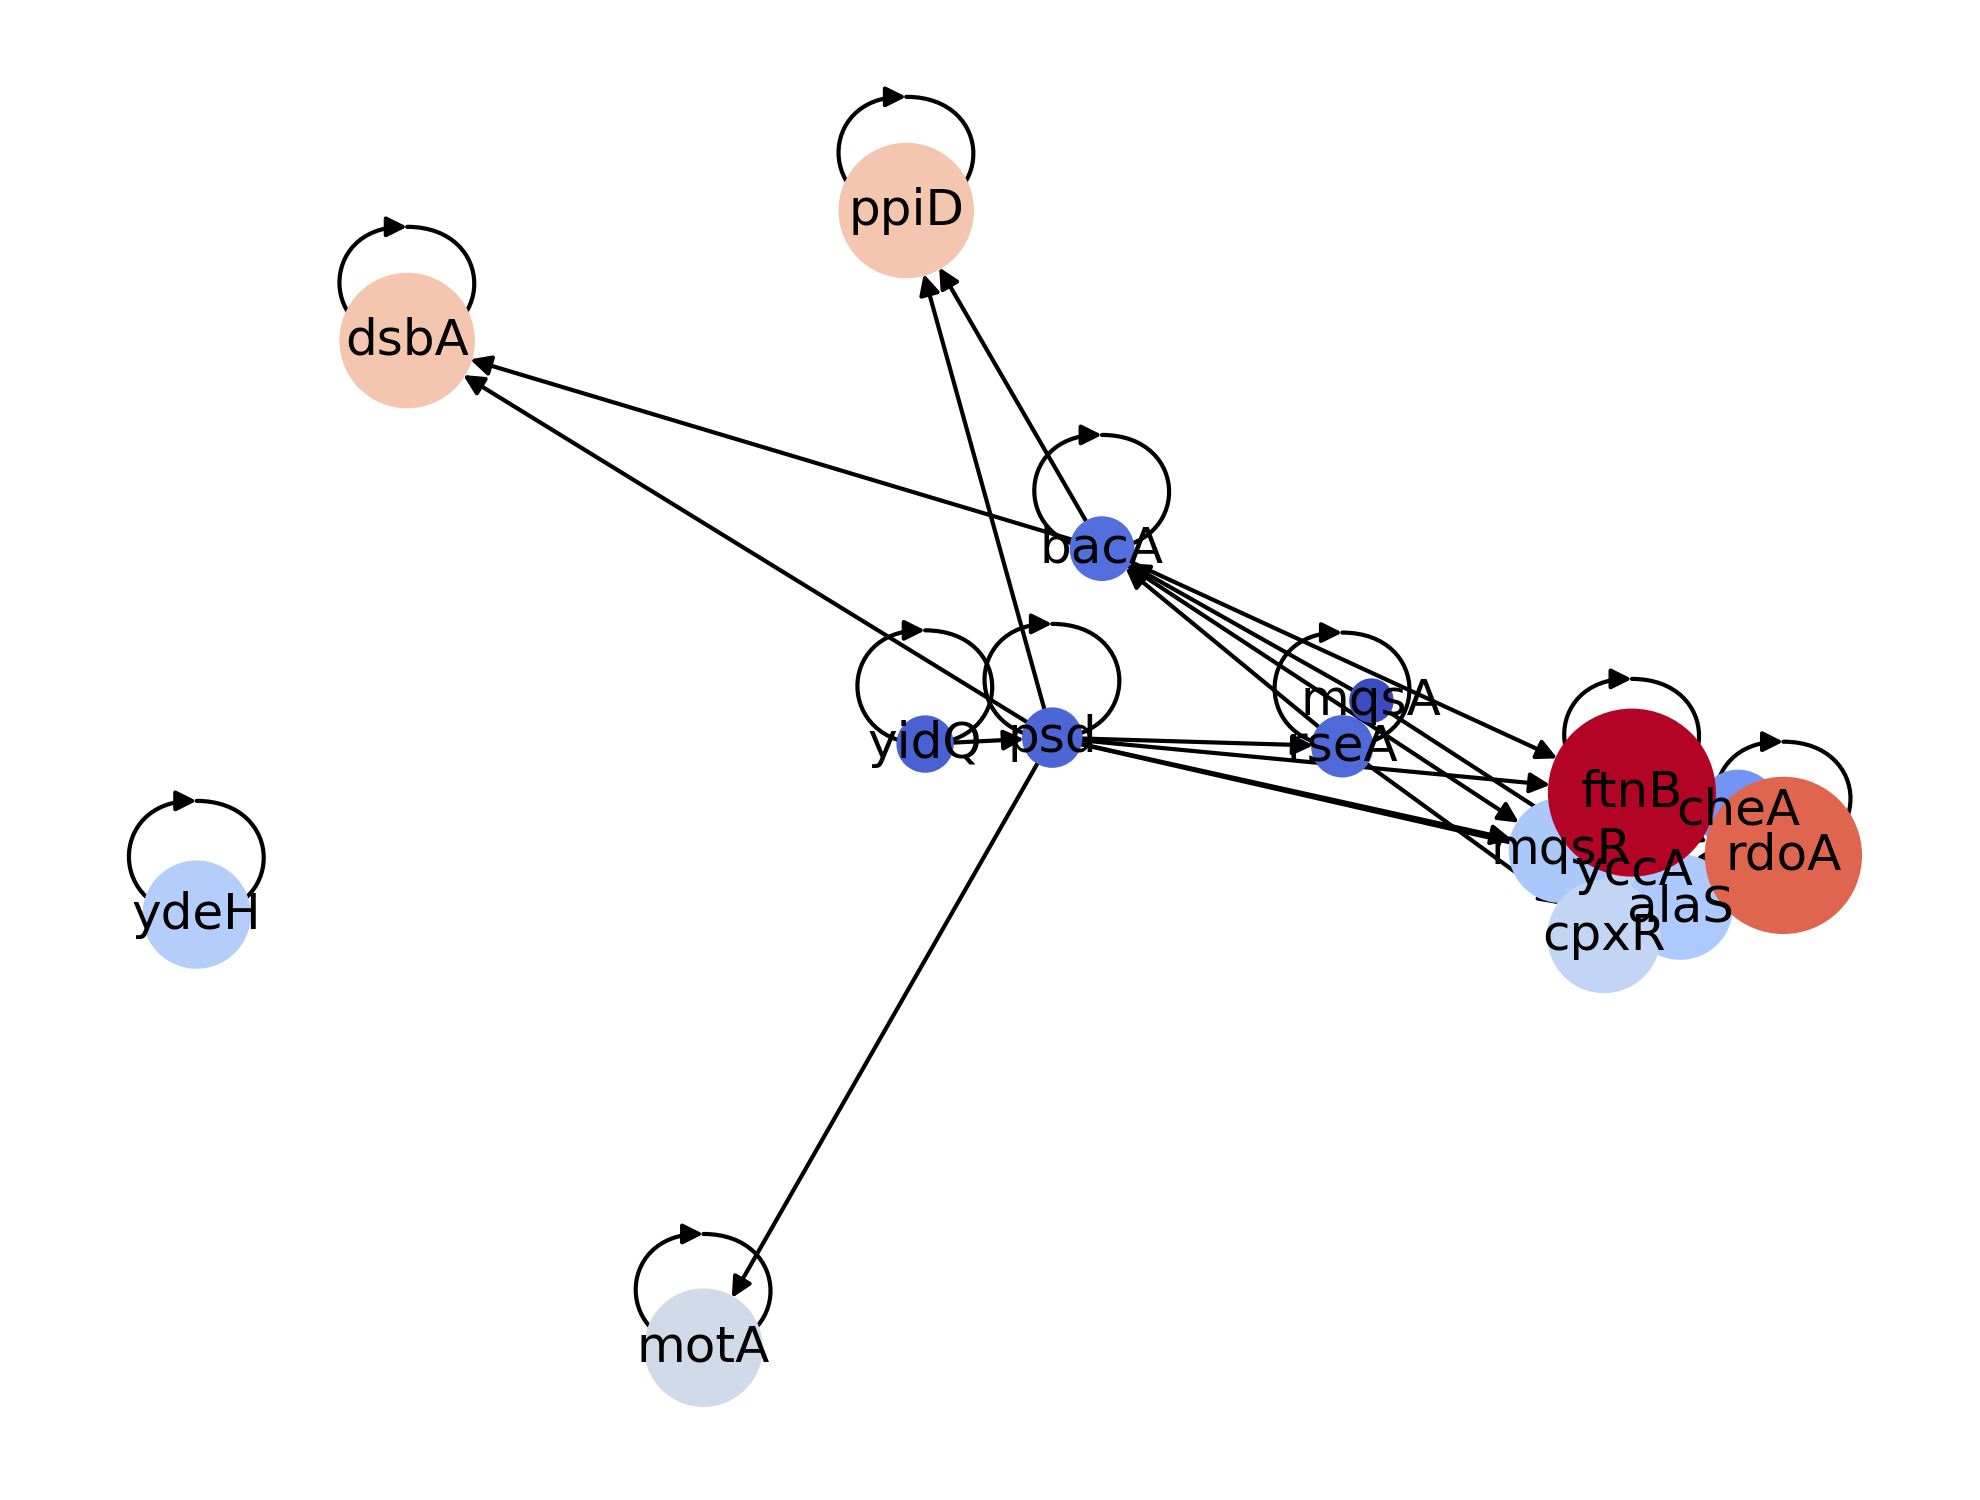 ppiD
dsbA
bacA
mqsA
yidQ
psd
rseA
ftnB
cheA
mqsR
rdoA
yccA
alaS
ydeH
cpxR
motA